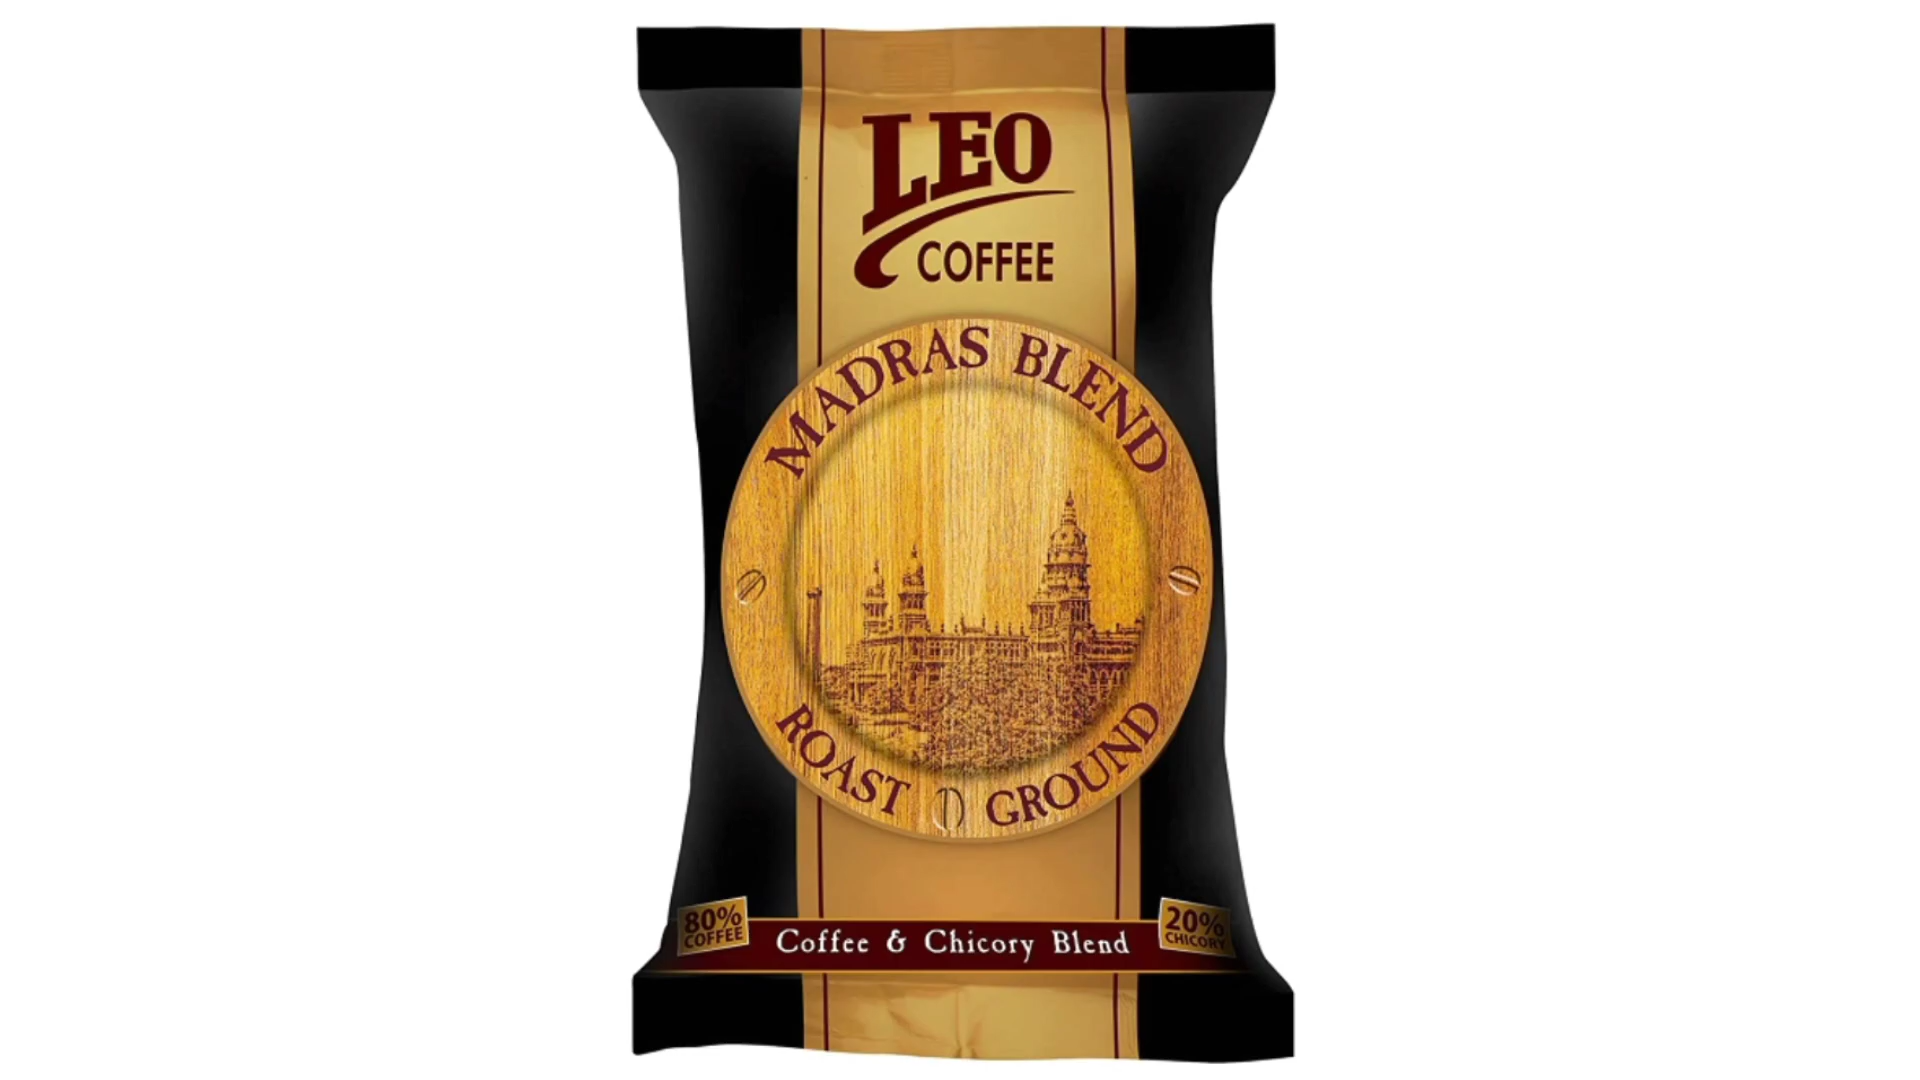 LEO
COFFEE
MADRAS BLEND
ROAST GROUND
80%
COFFEE
Coffee & Chicory Blend
20%
CHICORY